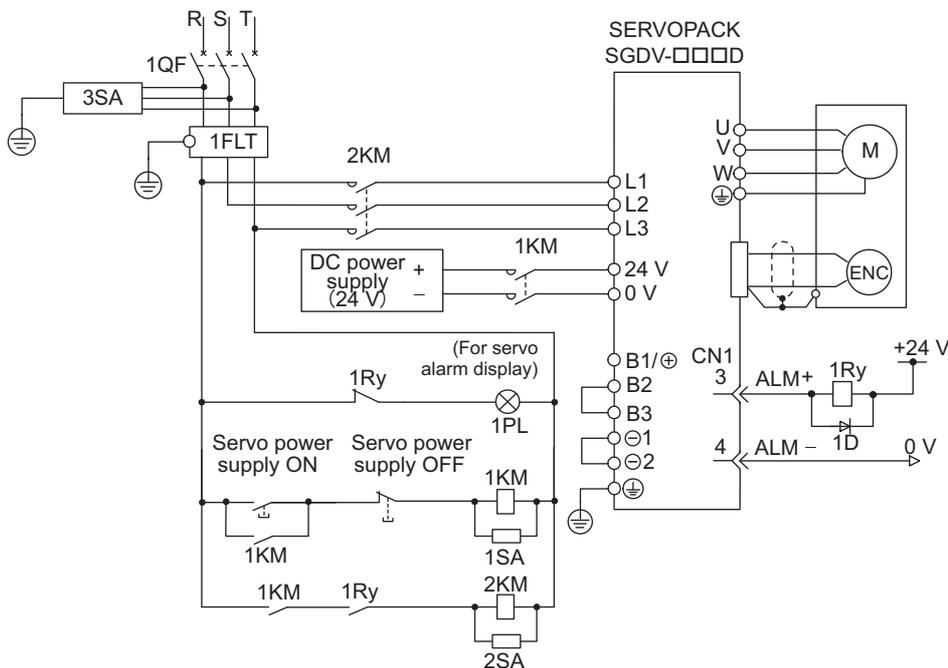 R S T
SERVOPACK
SGDV-□□□D
1QF
3SA
1FLT
2KM
U
V
W
M
L1
L2
L3
1KM
DC power
supply
(24 V)
+
−
24 V
0 V
ENC
(For servo
alarm display)
B1/⊕
B2
B3
⊖1
⊖2
CN1
3
ALM+
1Ry
+24 V
1D
4
ALM −
0 V
1Ry
1PL
Servo power
supply ON
Servo power
supply OFF
1KM
1KM
1SA
1KM
1Ry
2KM
2SA